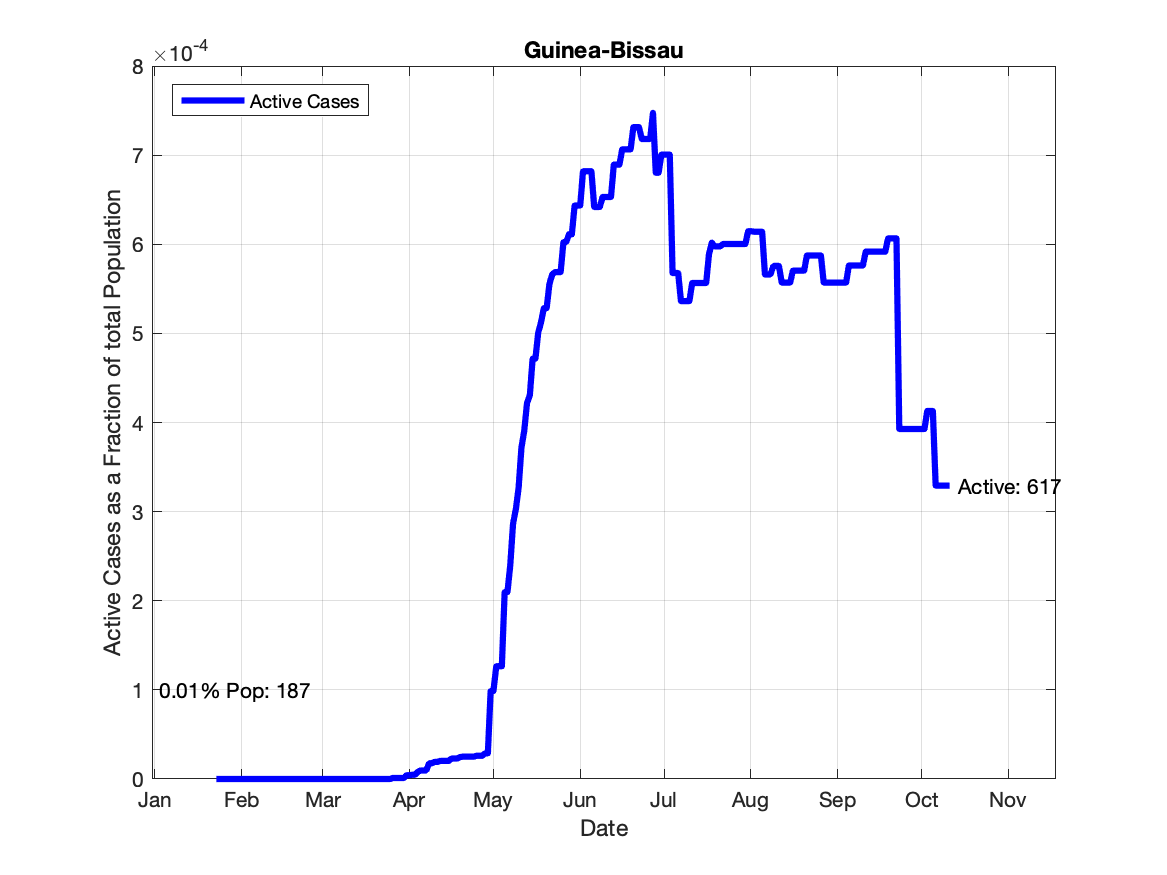 Guinea-Bissau
×10-4
Active Cases
8
7
6
5
4
3
2
1
0
Active Cases as a Fraction of total Population
Active: 617
0.01% Pop: 187
Jan Feb Mar Apr May Jun Jul Aug Sep Oct Nov
Date